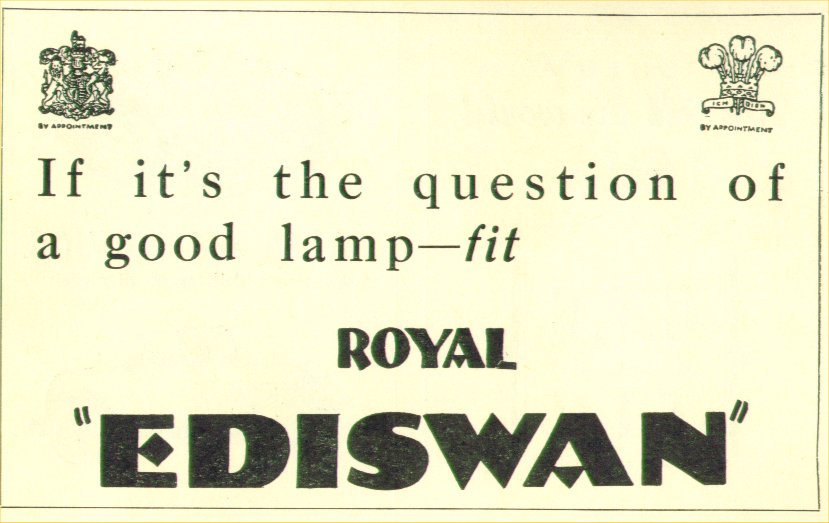 BY APPOINTMENT
ICH DIEN
BY APPOINTMENT
If it's the question of
a good lamp—fit
ROYAL
"EDISWAN"